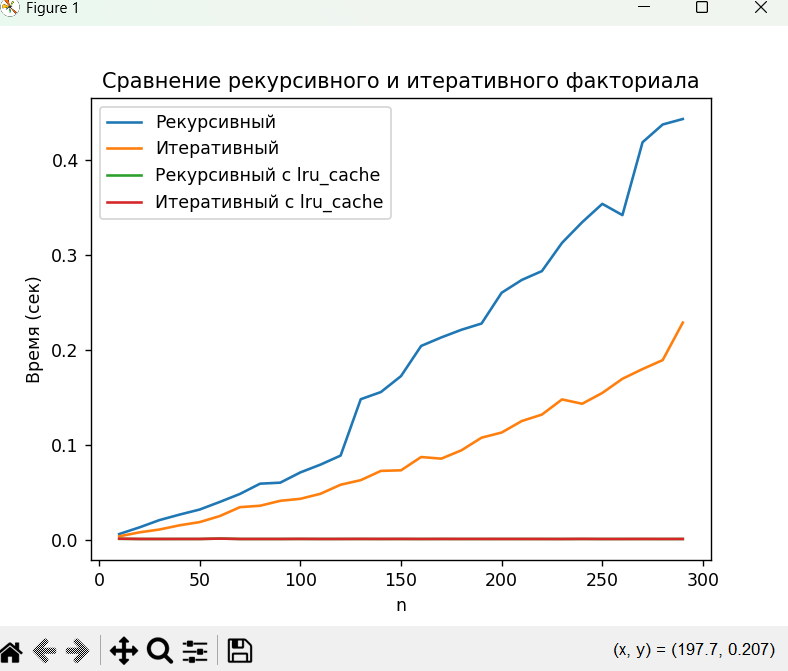 Figure 1
Сравнение рекурсивного и итеративного факториала
Рекурсивный
Итеративный
Рекурсивный с lru_cache
Итеративный с lru_cache
Время (сек)
0.4
0.3
0.2
0.1
0.0
0 50 100 150 200 250 300
n
(x, y) = (197.7, 0.207)